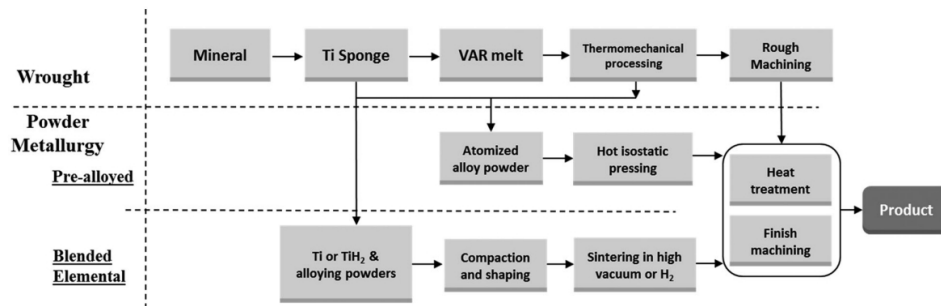 Wrought
Mineral
Ti Sponge
VAR melt
Thermomechanical
processing
Rough
Machining
Powder
Metallurgy
Pre-alloyed
Atomized
alloy powder
Hot isostatic
pressing
Heat
treatment
Finish
machining
Product
Blended
Elemental
Ti or TiH₂ &
alloying powders
Compaction
and shaping
Sintering in high
vacuum or H₂